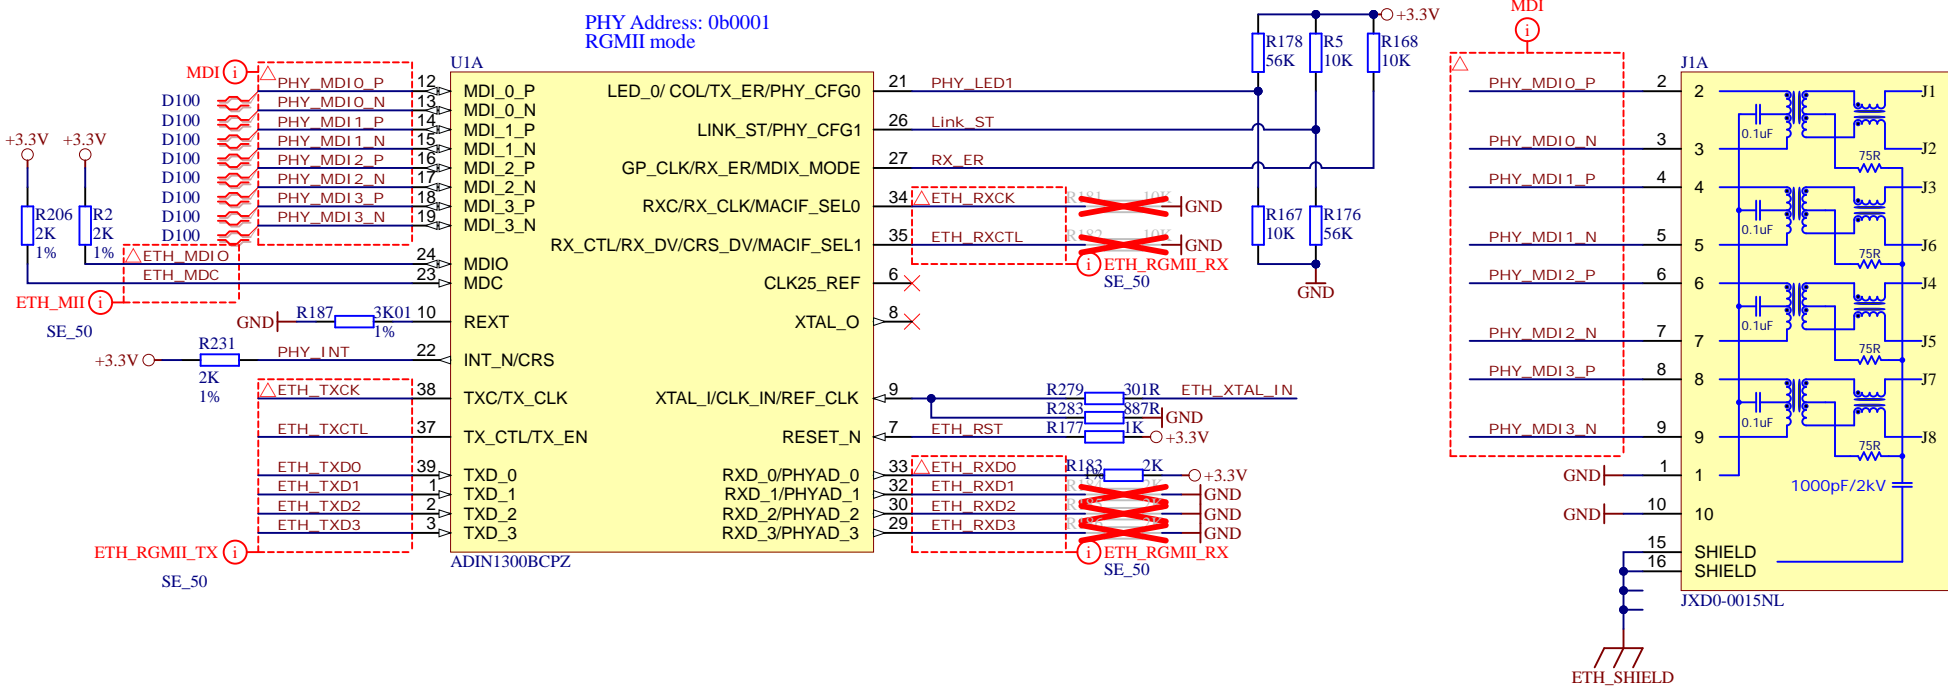 PHY Address: 0b0001
RGMII mode
U1A
MDI
PHY_MDI0_P 12 MDI_0_P
PHY_MDI0_N 13 MDI_0_N
PHY_MDI1_P 14 MDI_1_P
PHY_MDI1_N 15 MDI_1_N
PHY_MDI2_P 16 MDI_2_P
PHY_MDI2_N 17 MDI_2_N
PHY_MDI3_P 18 MDI_3_P
PHY_MDI3_N 19 MDI_3_N
D100
D100
D100
D100
D100
D100
D100
D100
+3.3V +3.3V
R206 R2
2K 2K
1% 1%
ETH_MDIO 24 MDIO
ETH_MDC 23 MDC
ETH_MII
SE_50
GND R187 3K01 10 REXT
1%
R231
+3.3V PHY_INT 22 INT_N/CRS
2K
1%
ETH_TXCK 38 TXC/TX_CLK
ETH_TXCTL 37 TX_CTL/TX_EN
ETH_TXD0 39 TXD_0
ETH_TXD1 1 TXD_1
ETH_TXD2 2 TXD_2
ETH_TXD3 3 TXD_3
ETH_RGMII_TX
SE_50
ADIN1300BCPZ
LED_0/ COL/TX_ER/PHY_CFG0 21 PHY_LED1
LINK_ST/PHY_CFG1 26 Link_ST
GP_CLK/RX_ER/MDIX_MODE 27 RX_ER
RXC/RX_CLK/MACIF_SEL0 34 ETH_RXCK R181 10K GND
RX_CTL/RX_DV/CRS_DV/MACIF_SEL1 35 ETH_RXCTL R182 10K GND
ETH_RGMII_RX
SE_50
CLK25_REF 6
XTAL_O 8
XTAL_I/CLK_IN/REF_CLK 9 R279 301R ETH_XTAL_IN
R283 887R GND
RESET_N 7 ETH_RST R177 1K +3.3V
RXD_0/PHYAD_0 33 ETH_RXD0 R183 2K +3.3V
1%
RXD_1/PHYAD_1 32 ETH_RXD1 GND
RXD_2/PHYAD_2 30 ETH_RXD2 GND
RXD_3/PHYAD_3 29 ETH_RXD3 GND
ETH_RGMII_RX
SE_50
+3.3V
R178 R5 R168
56K 10K 10K
R167 R176
10K 56K
GND
MDI
J1A
PHY_MDI0_P 2 2 J1
0.1uF
PHY_MDI0_N 3 3 J2
75R
PHY_MDI1_P 4 4 J3
0.1uF
PHY_MDI1_N 5 5 J6
75R
PHY_MDI2_P 6 6 J4
0.1uF
PHY_MDI2_N 7 7 J5
75R
PHY_MDI3_P 8 8 J7
0.1uF
PHY_MDI3_N 9 9 J8
75R
GND 1 1
1000pF/2kV
GND 10 10
15 SHIELD
16 SHIELD
JXD0-0015NL
ETH_SHIELD